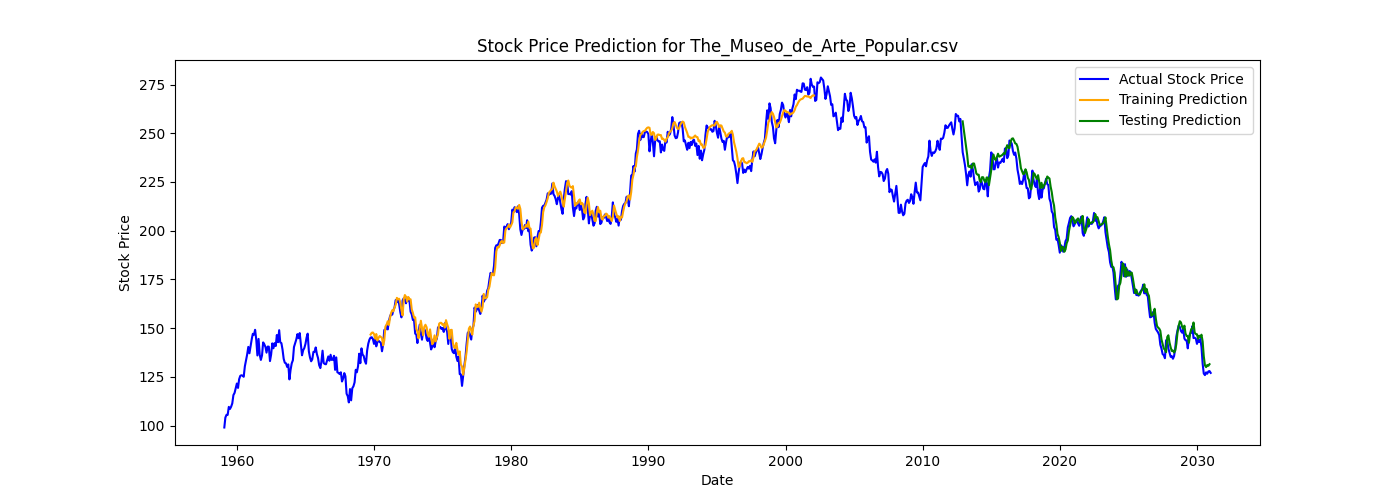 Stock Price Prediction for The_Museo_de_Arte_Popular.csv
Actual Stock Price
Training Prediction
Testing Prediction
Stock Price
275
250
225
200
175
150
125
100
1960 1970 1980 1990 2000 2010 2020 2030
Date